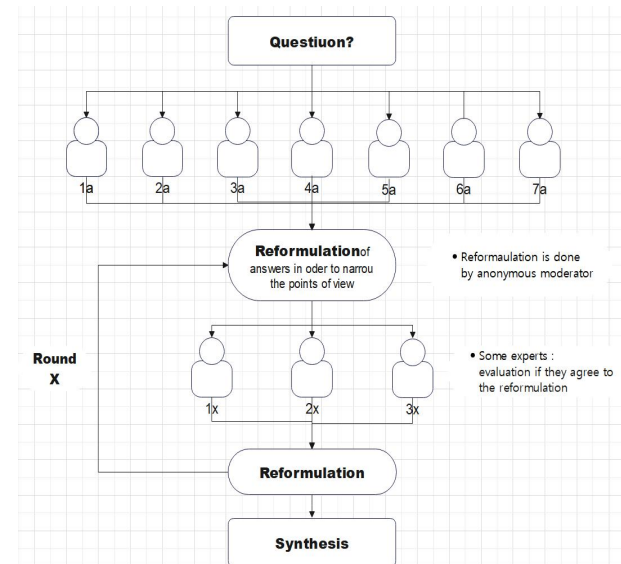 Questiuon?
1a 2a 3a 4a 5a 6a 7a
Reformulation of
answers in oder to narrou
the points of view
• Reformaulation is done
by anonymous moderator
Round
X
• Some experts :
evaluation if they agree to
the reformulation
1x 2x 3x
Reformulation
Synthesis